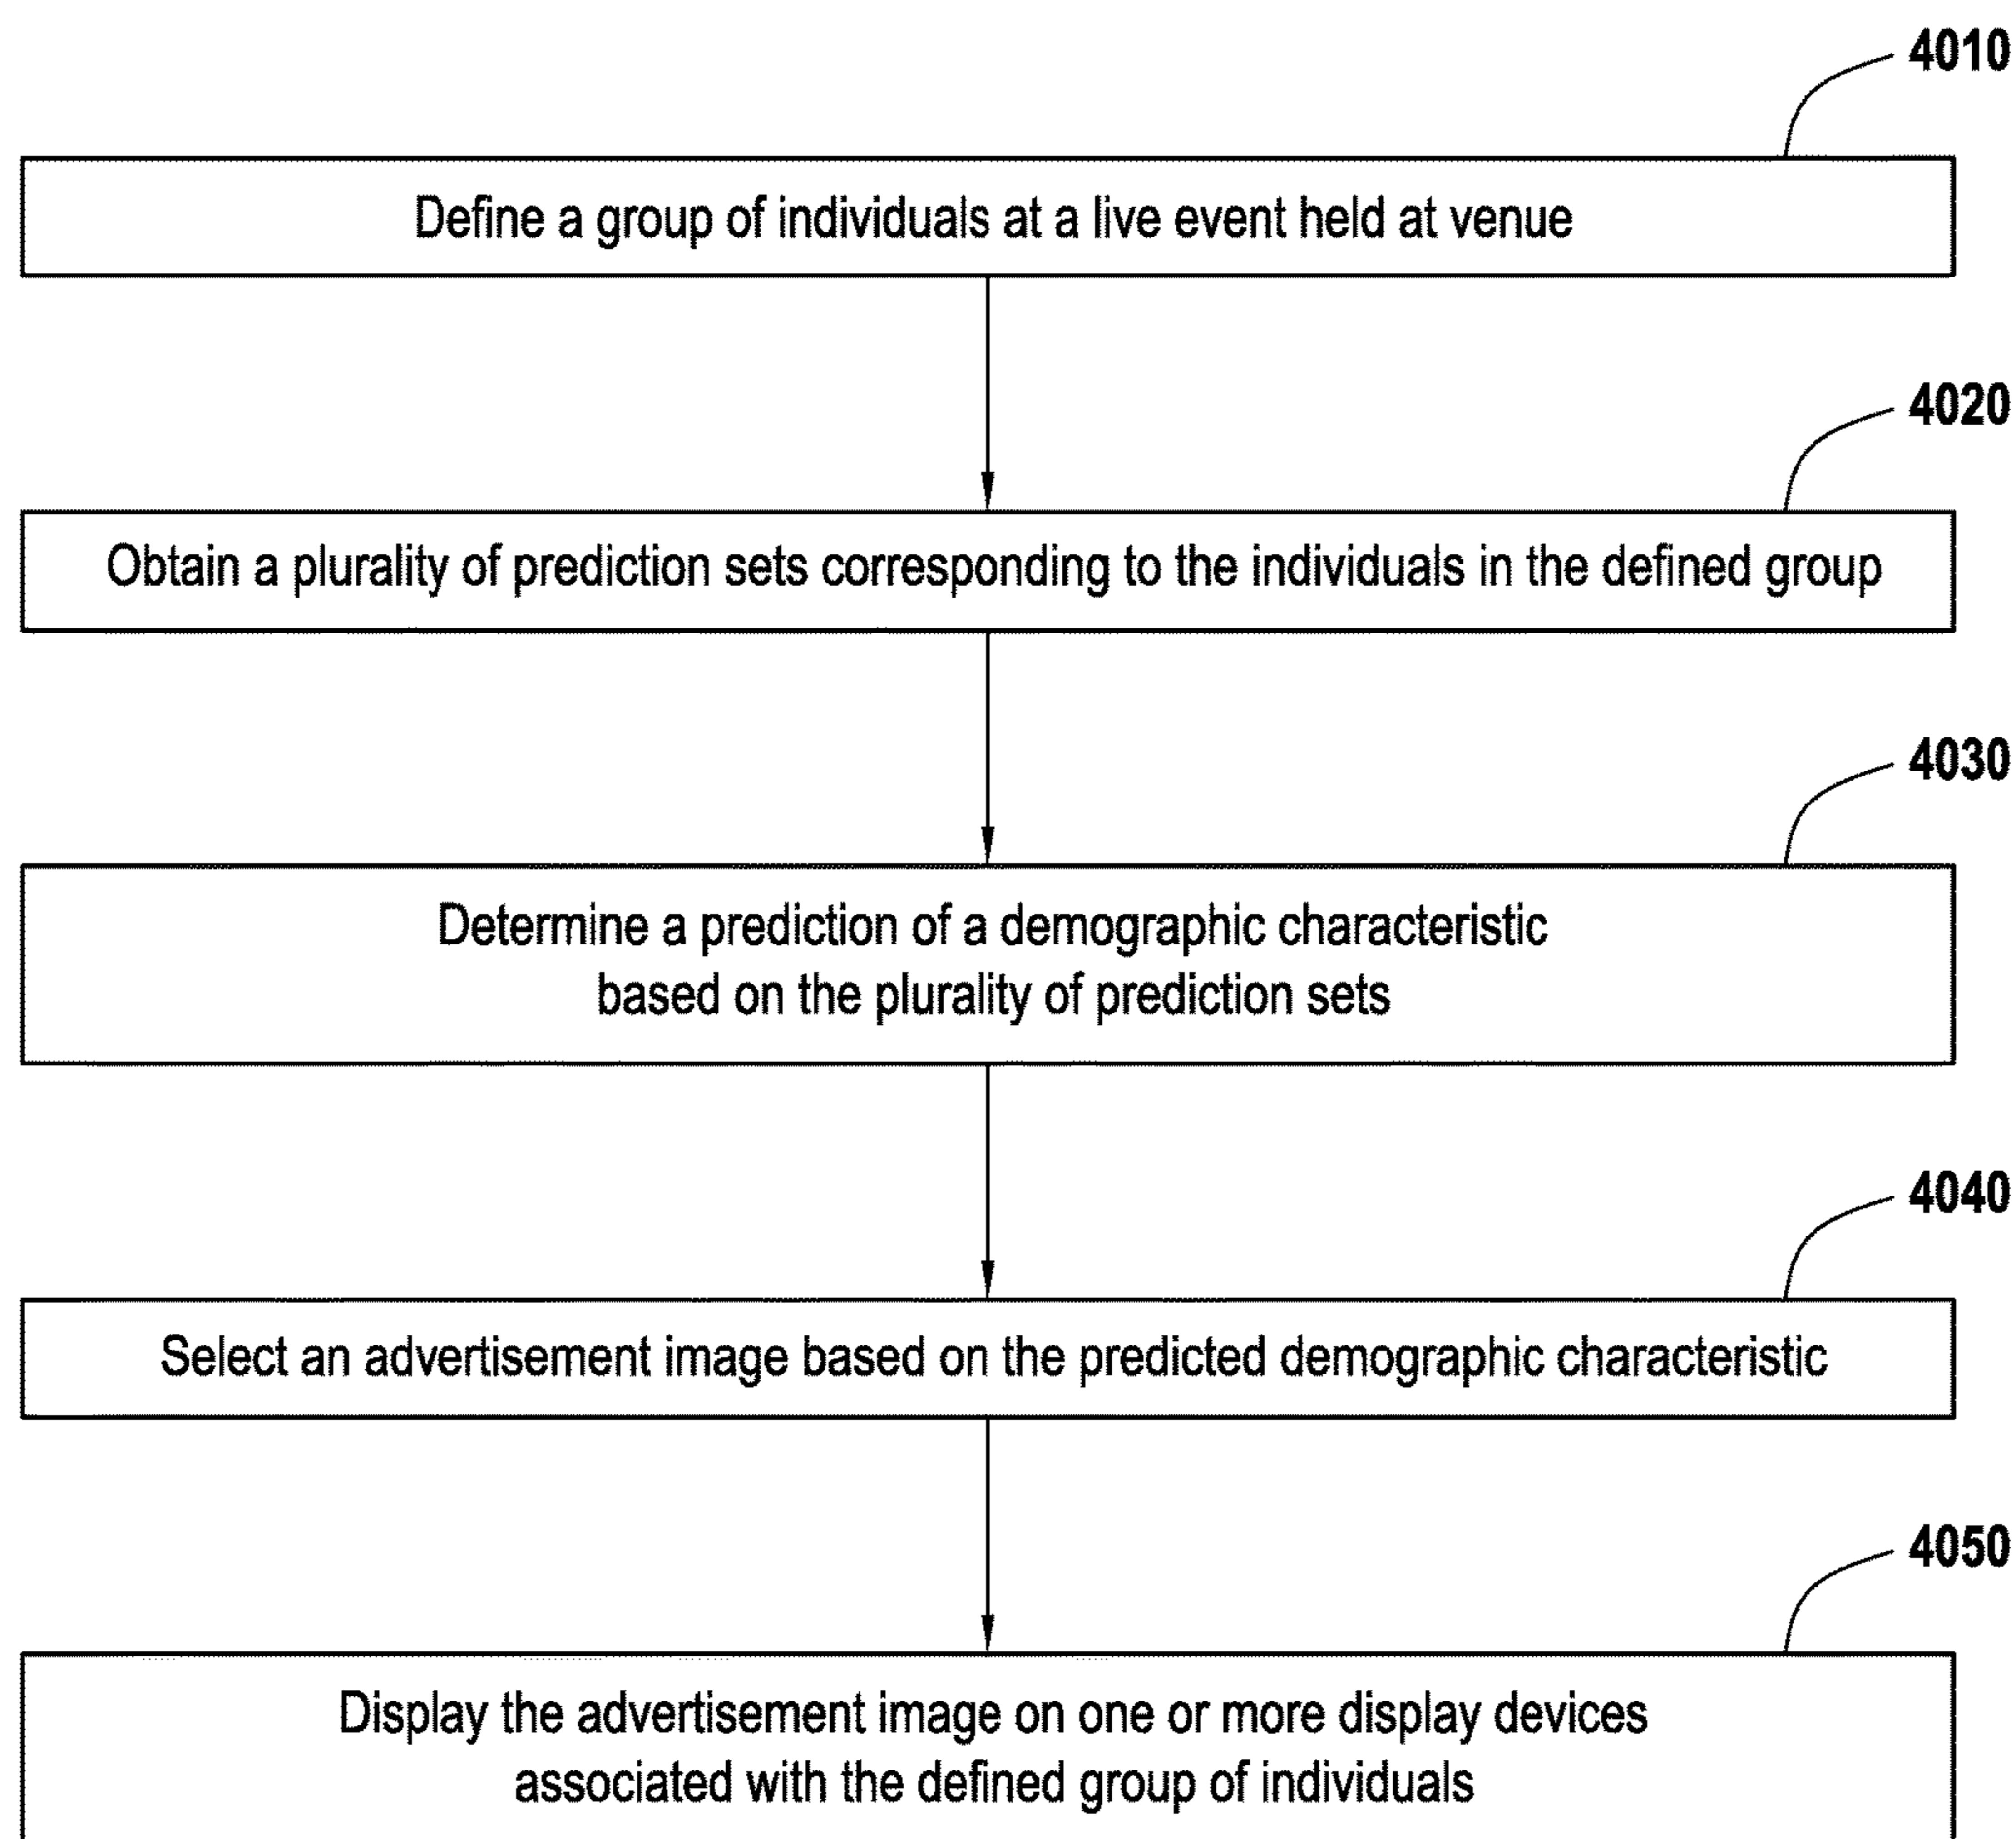 4010
Define a group of individuals at a live event held at venue
4020
Obtain a plurality of prediction sets corresponding to the individuals in the defined group
4030
Determine a prediction of a demographic characteristic
based on the plurality of prediction sets
4040
Select an advertisement image based on the predicted demographic characteristic
4050
Display the advertisement image on one or more display devices
associated with the defined group of individuals